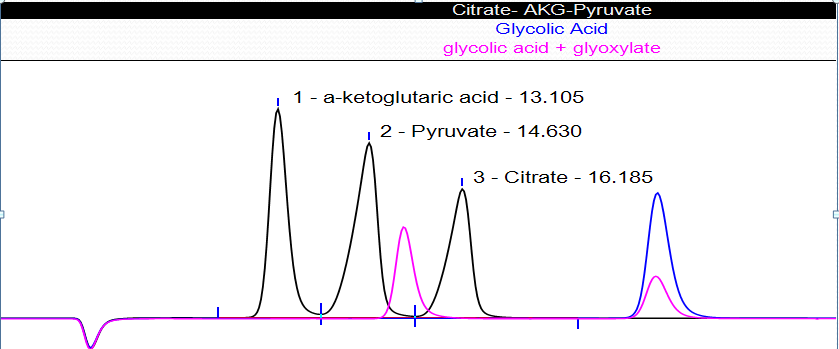 Citrate- AKG-Pyruvate
Glycolic Acid
glycolic acid + glyoxylate
1 - a-ketoglutaric acid - 13.105
2 - Pyruvate - 14.630
3 - Citrate - 16.185